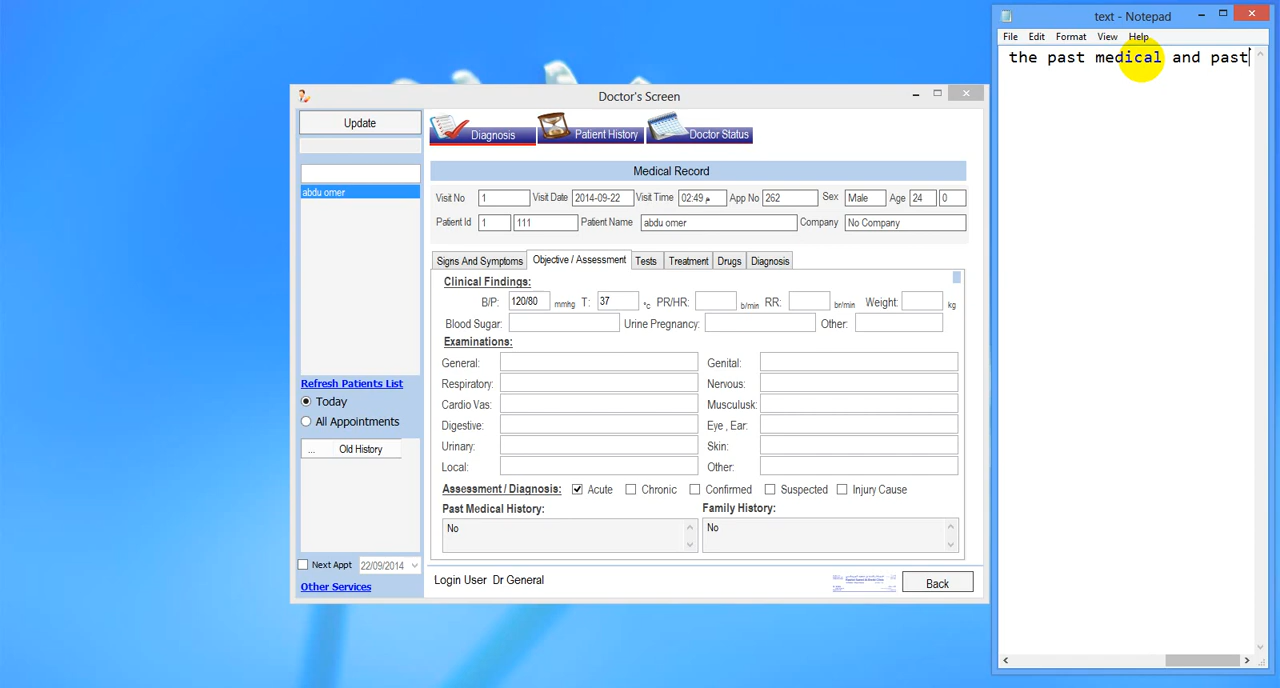 text - Notepad
File Edit Format View Help
the past medical and past
Doctor's Screen
Update
Diagnosis Patient History Doctor Status
Medical Record
abdu omer
Visit No 1 Visit Date 2014-09-22 Visit Time 02:49 م App No 262 Sex Male Age 24 0
Patient Id 1 111 Patient Name abdu omer Company No Company
Signs And Symptoms Objective / Assessment Tests Treatment Drugs Diagnosis
Clinical Findings:
B/P: 120/80 mmhg T: 37 °c PR/HR: b/min RR: br/min Weight: kg
Blood Sugar: Urine Pregnancy: Other:
Examinations:
General: Genital:
Respiratory: Nervous:
Cardio Vas: Musculusk:
Digestive: Eye , Ear:
Urinary: Skin:
Local: Other:
Assessment / Diagnosis: Acute Chronic Confirmed Suspected Injury Cause
Past Medical History: Family History:
No No
Refresh Patients List
Today
All Appointments
... Old History
Next Appt 22/09/2014
Other Services
Login User Dr General
Back